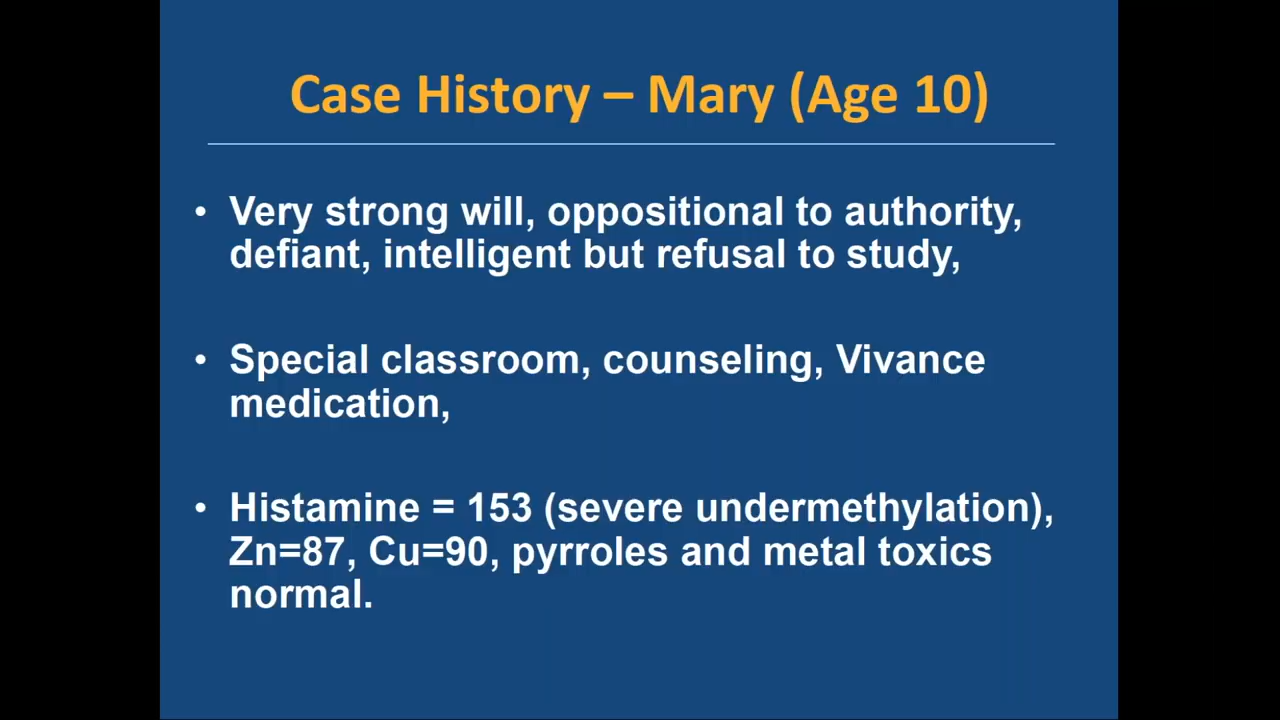 Case History – Mary (Age 10)
• Very strong will, oppositional to authority,
defiant, intelligent but refusal to study,
• Special classroom, counseling, Vivance
medication,
• Histamine = 153 (severe undermethylation),
Zn=87, Cu=90, pyrroles and metal toxics
normal.